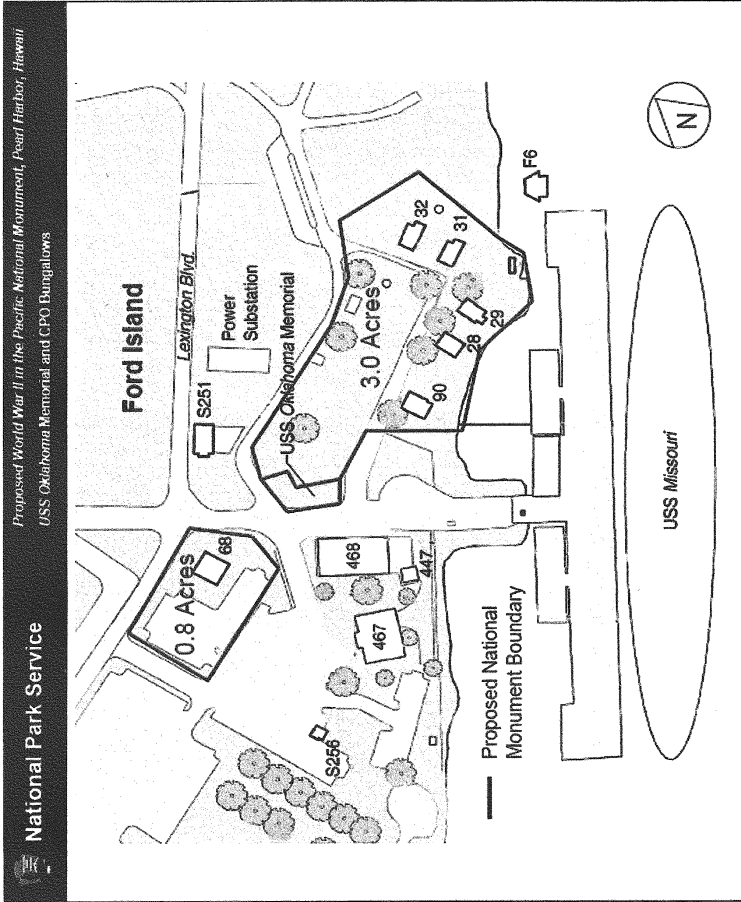 National Park Service
Proposed World War II in the Pacific National Monument, Pearl Harbor, Hawaii
USS Oklahoma Memorial and CPO Bungalows
Ford Island
Lexington Blvd.
S251
Power
Substation
USS Oklahoma Memorial
0.8 Acres
68
3.0 Acres
32
31
29
28
90
468
447
467
S256
F6
Proposed National
Monument Boundary
USS Missouri
N